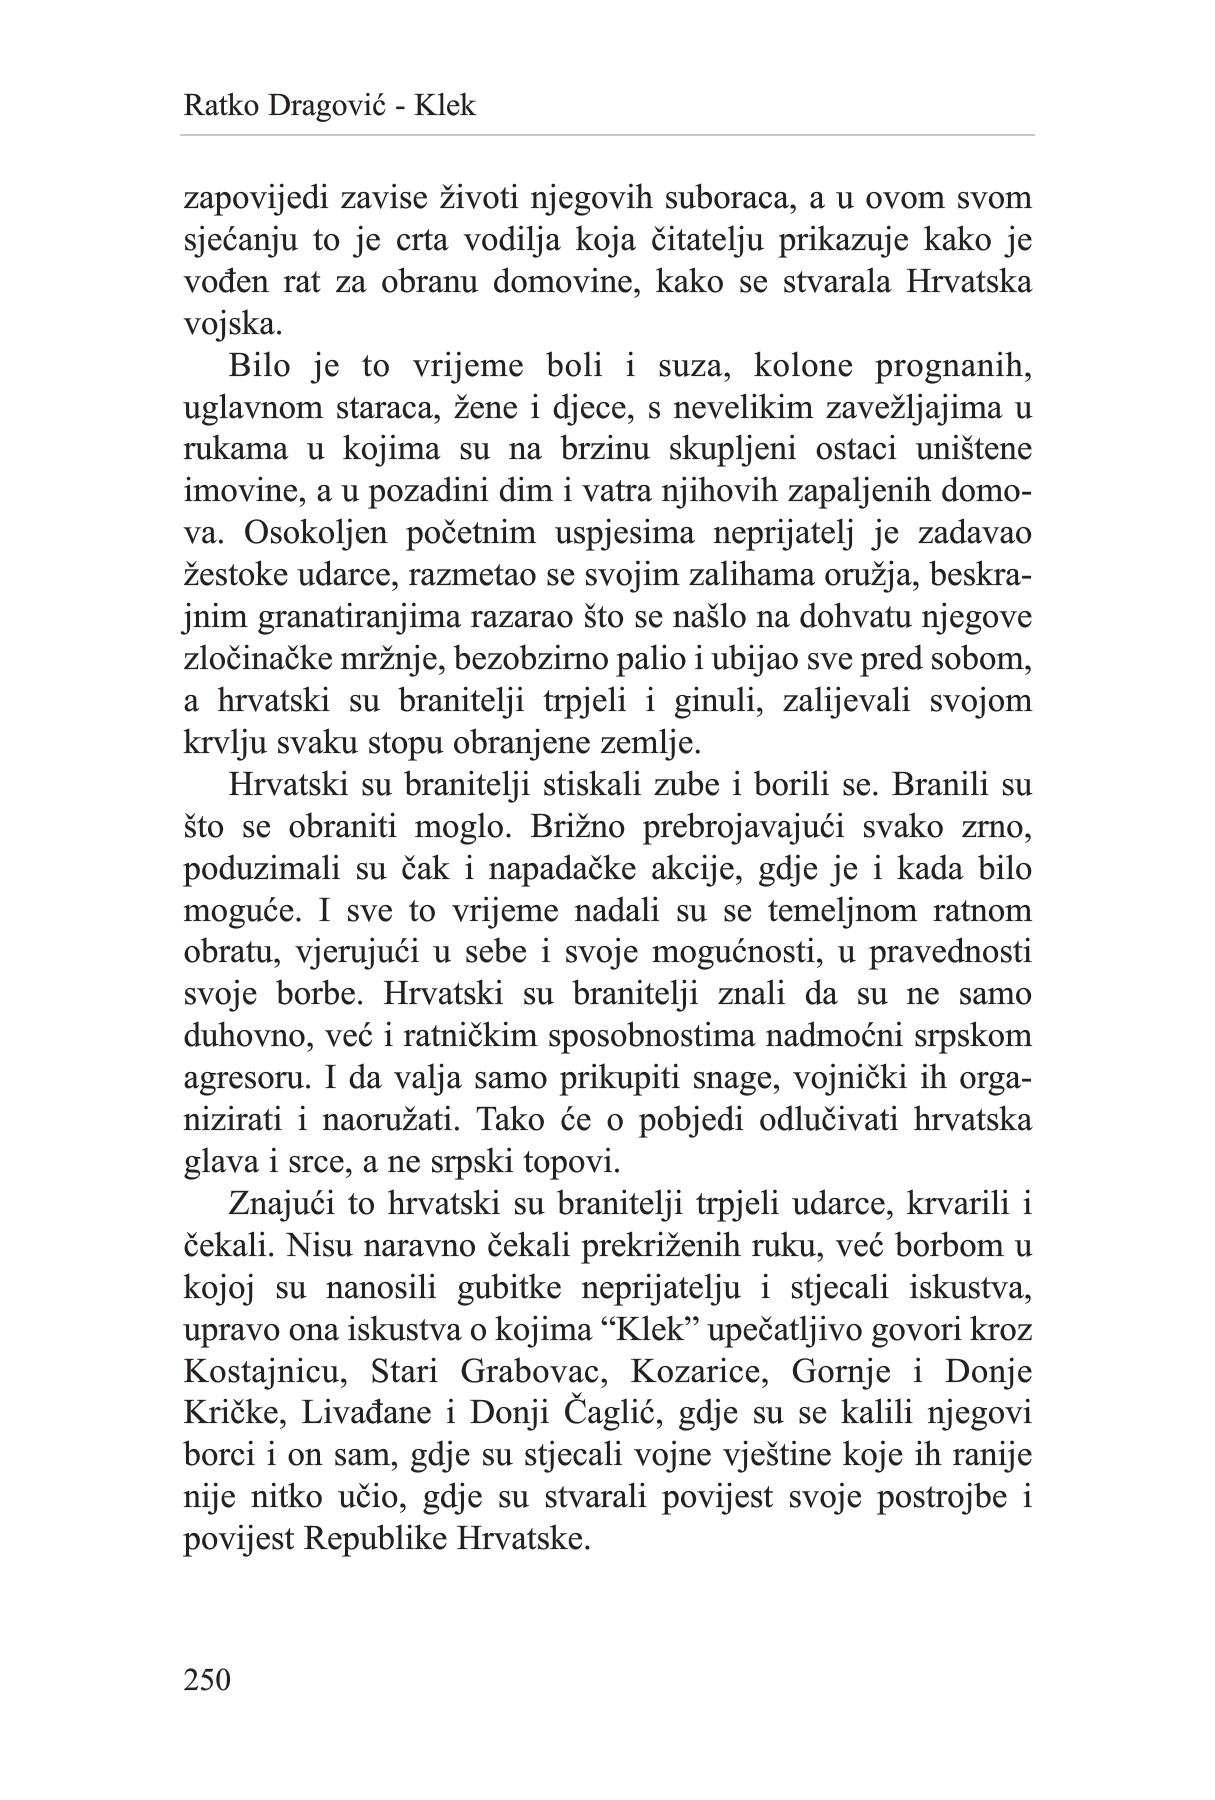 Ratko Dragović - Klek
zapovijedi zavise životi njegovih suboraca, a u ovom svom
sjećanju to je crta vodilja koja čitatelju prikazuje kako je
vođen rat za obranu domovine, kako se stvarala Hrvatska
vojska.
Bilo je to vrijeme boli i suza, kolone prognanih,
uglavnom staraca, žene i djece, s nevelikim zavežljajima u
rukama u kojima su na brzinu skupljeni ostaci uništene
imovine, a u pozadini dim i vatra njihovih zapaljenih domo-
va. Osokoljen početnim uspjesima neprijatelj je zadavao
žestoke udarce, razmetao se svojim zalihama oružja, beskra-
jnim granatiranjima razarao što se našlo na dohvatu njegove
zločinačke mržnje, bezobzirno palio i ubijao sve pred sobom,
a hrvatski su branitelji trpjeli i ginuli, zalijevali svojom
krvlju svaku stopu obranjene zemlje.
Hrvatski su branitelji stiskali zube i borili se. Branili su
što se obraniti moglo. Brižno prebrojavajući svako zrno,
poduzimali su čak i napadačke akcije, gdje je i kada bilo
moguće. I sve to vrijeme nadali su se temeljnom ratnom
obratu, vjerujući u sebe i svoje mogućnosti, u pravednosti
svoje borbe. Hrvatski su branitelji znali da su ne samo
duhovno, već i ratničkim sposobnostima nadmoćni srpskom
agresoru. I da valja samo prikupiti snage, vojnički ih orga-
nizirati i naoružati. Tako će o pobjedi odlučivati hrvatska
glava i srce, a ne srpski topovi.
Znajući to hrvatski su branitelji trpjeli udarce, krvarili i
čekali. Nisu naravno čekali prekriženih ruku, već borbom u
kojoj su nanosili gubitke neprijatelju i stjecali iskustva,
upravo ona iskustva o kojima “Klek” upečatljivo govori kroz
Kostajnicu, Stari Grabovac, Kozarice, Gornje i Donje
Kričke, Livađane i Donji Čaglić, gdje su se kalili njegovi
borci i on sam, gdje su stjecali vojne vještine koje ih ranije
nije nitko učio, gdje su stvarali povijest svoje postrojbe i
povijest Republike Hrvatske.
250